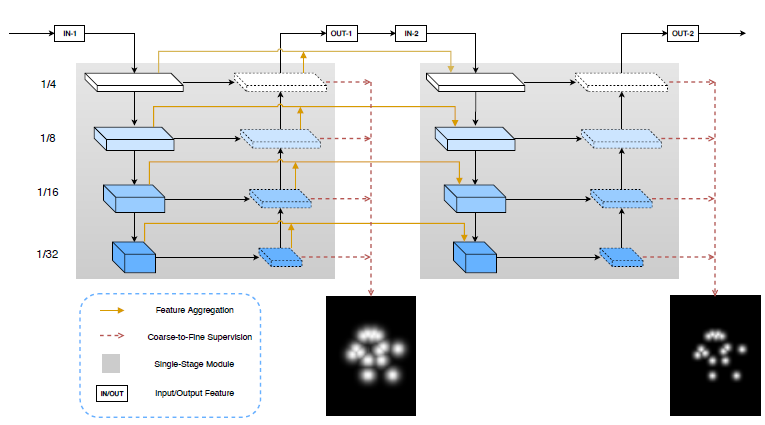 IN-1
OUT-1
IN-2
OUT-2
1/4
1/8
1/16
1/32
Feature Aggregation
Coarse-to-Fine Supervision
Single-Stage Module
IN/OUT
Input/Output Feature